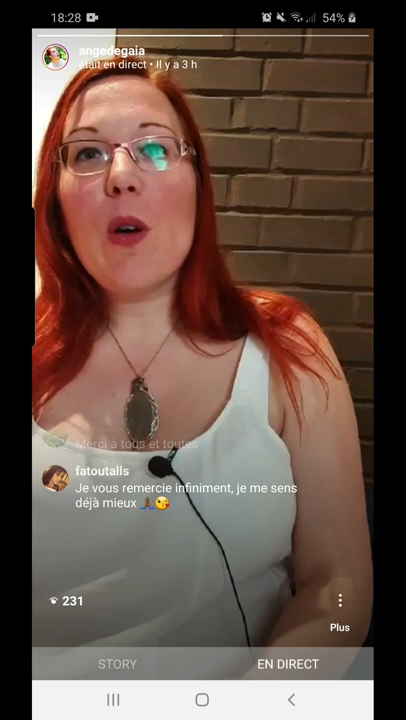 18:28
54%
angedegaia
était en direct • Il y a 3 h
Merci à tous et toutes
fatoutalls
Je vous remercie infiniment, je me sens
déjà mieux 🙏🏾😘
231
Plus
STORY
EN DIRECT